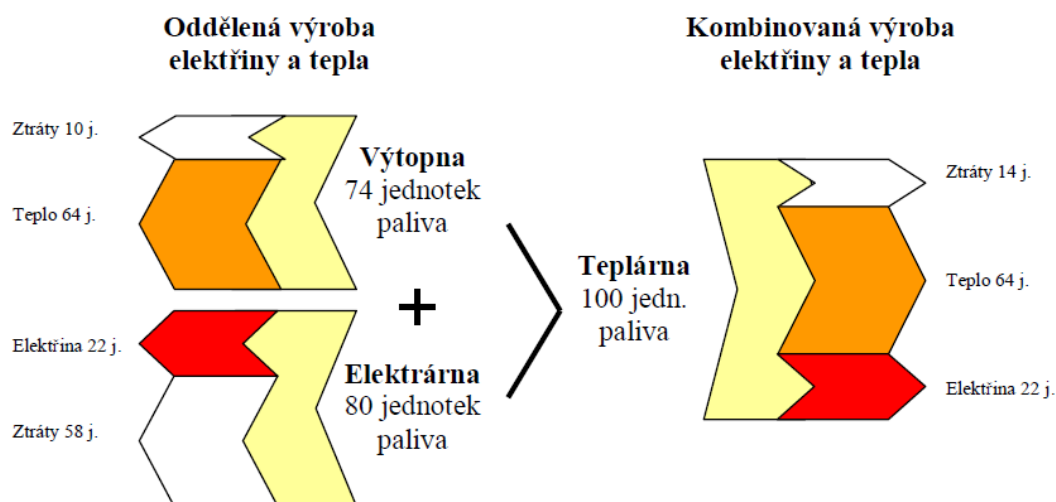 Oddělená výroba
elektřiny a tepla
Ztráty 10 j.
Teplo 64 j.
Výtopna
74 jednotek
paliva
+
Elektřina 22 j.
Ztráty 58 j.
Elektrárna
80 jednotek
paliva
Kombinovaná výroba
elektřiny a tepla
Teplárna
100 jedn.
paliva
Ztráty 14 j.
Teplo 64 j.
Elektřina 22 j.